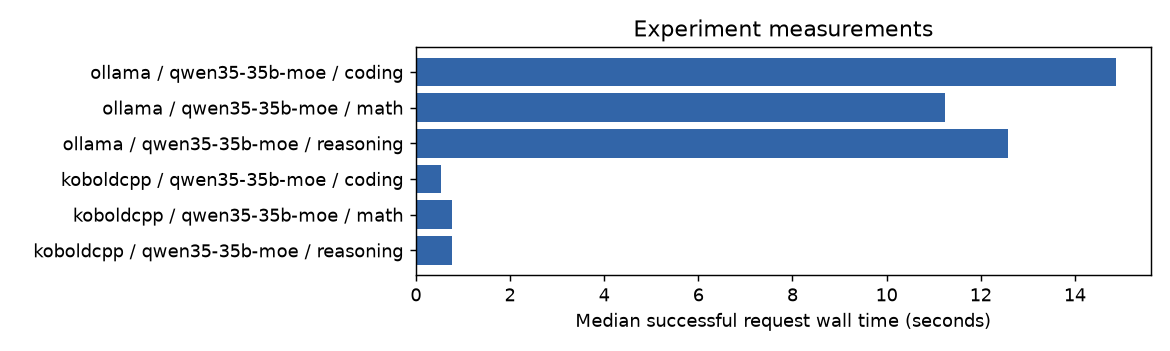 Experiment measurements
ollama / qwen35-35b-moe / coding
ollama / qwen35-35b-moe / math
ollama / qwen35-35b-moe / reasoning
koboldcpp / qwen35-35b-moe / coding
koboldcpp / qwen35-35b-moe / math
koboldcpp / qwen35-35b-moe / reasoning
0 2 4 6 8 10 12 14
Median successful request wall time (seconds)